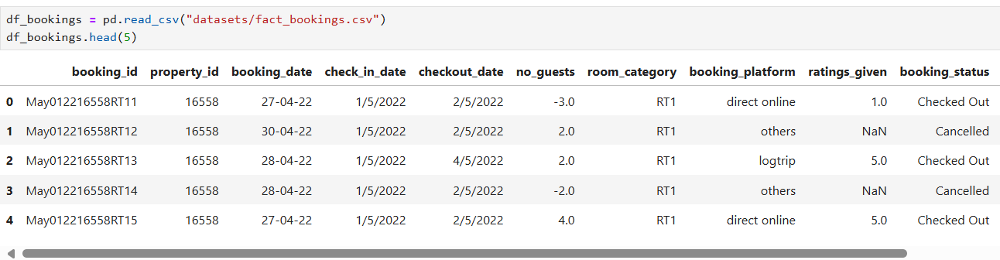 df_bookings = pd.read_csv("datasets/fact_bookings.csv")
df_bookings.head(5)
booking_id property_id booking_date check_in_date checkout_date no_guests room_category booking_platform ratings_given booking_status
0 May012216558RT11 16558 27-04-22 1/5/2022 2/5/2022 -3.0 RT1 direct online 1.0 Checked Out
1 May012216558RT12 16558 30-04-22 1/5/2022 2/5/2022 2.0 RT1 others NaN Cancelled
2 May012216558RT13 16558 28-04-22 1/5/2022 4/5/2022 2.0 RT1 logtrip 5.0 Checked Out
3 May012216558RT14 16558 28-04-22 1/5/2022 2/5/2022 -2.0 RT1 others NaN Cancelled
4 May012216558RT15 16558 27-04-22 1/5/2022 2/5/2022 4.0 RT1 direct online 5.0 Checked Out